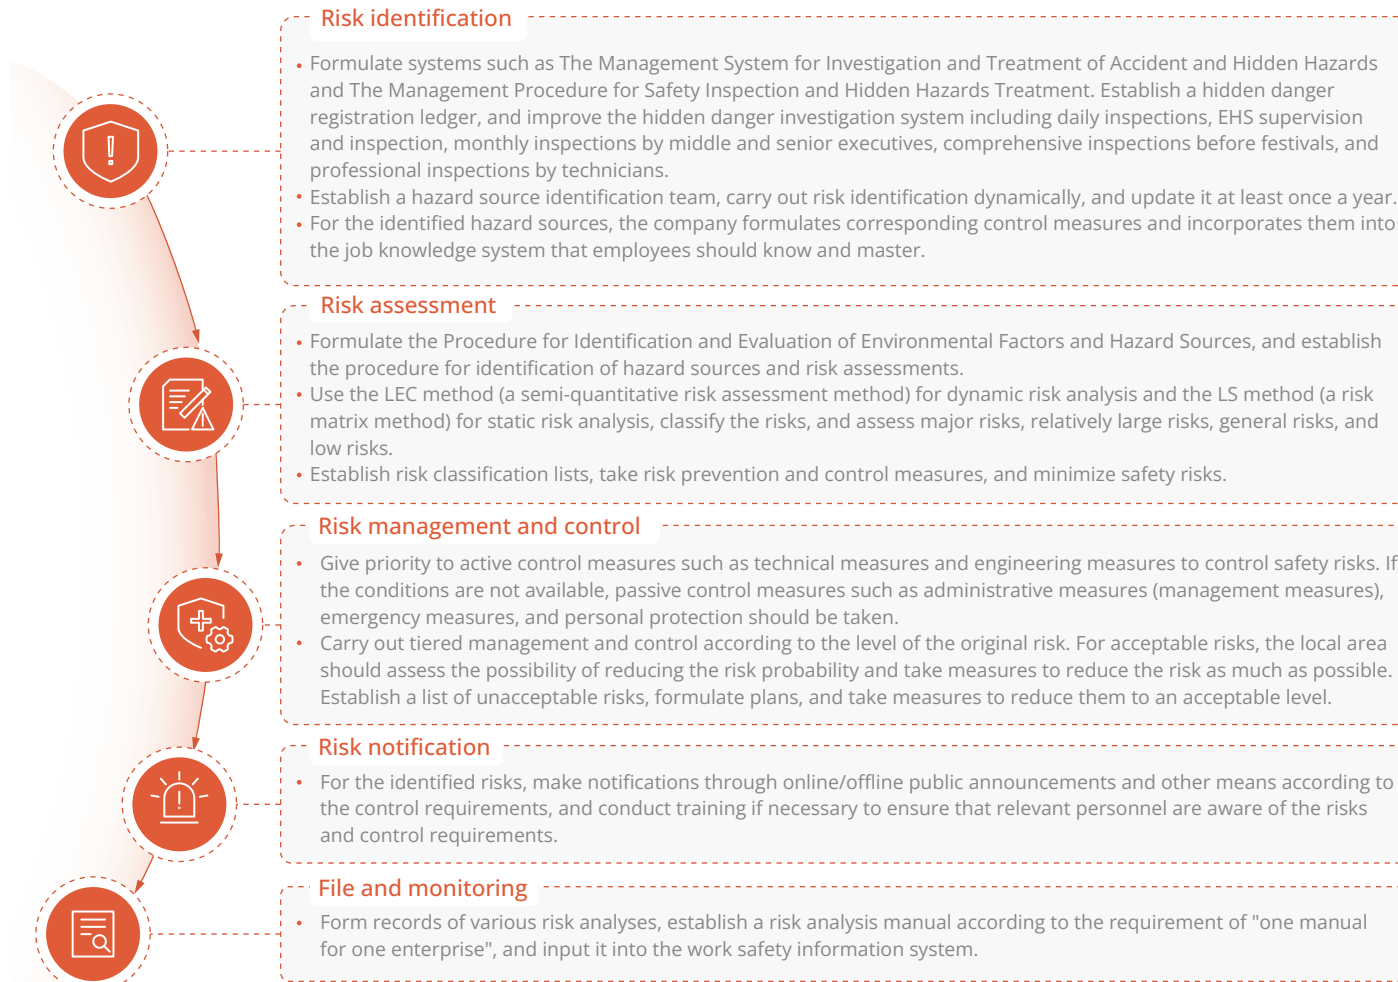 Risk identification
• Formulate systems such as The Management System for Investigation and Treatment of Accident and Hidden Hazards
and The Management Procedure for Safety Inspection and Hidden Hazards Treatment. Establish a hidden danger
registration ledger, and improve the hidden danger investigation system including daily inspections, EHS supervision
and inspection, monthly inspections by middle and senior executives, comprehensive inspections before festivals, and
professional inspections by technicians.
• Establish a hazard source identification team, carry out risk identification dynamically, and update it at least once a year.
• For the identified hazard sources, the company formulates corresponding control measures and incorporates them into
the job knowledge system that employees should know and master.
Risk assessment
• Formulate the Procedure for Identification and Evaluation of Environmental Factors and Hazard Sources, and establish
the procedure for identification of hazard sources and risk assessments.
• Use the LEC method (a semi-quantitative risk assessment method) for dynamic risk analysis and the LS method (a risk
matrix method) for static risk analysis, classify the risks, and assess major risks, relatively large risks, general risks, and
low risks.
• Establish risk classification lists, take risk prevention and control measures, and minimize safety risks.
Risk management and control
• Give priority to active control measures such as technical measures and engineering measures to control safety risks. If
the conditions are not available, passive control measures such as administrative measures (management measures),
emergency measures, and personal protection should be taken.
• Carry out tiered management and control according to the level of the original risk. For acceptable risks, the local area
should assess the possibility of reducing the risk probability and take measures to reduce the risk as much as possible.
Establish a list of unacceptable risks, formulate plans, and take measures to reduce them to an acceptable level.
Risk notification
• For the identified risks, make notifications through online/offline public announcements and other means according to
the control requirements, and conduct training if necessary to ensure that relevant personnel are aware of the risks
and control requirements.
File and monitoring
• Form records of various risk analyses, establish a risk analysis manual according to the requirement of "one manual
for one enterprise", and input it into the work safety information system.